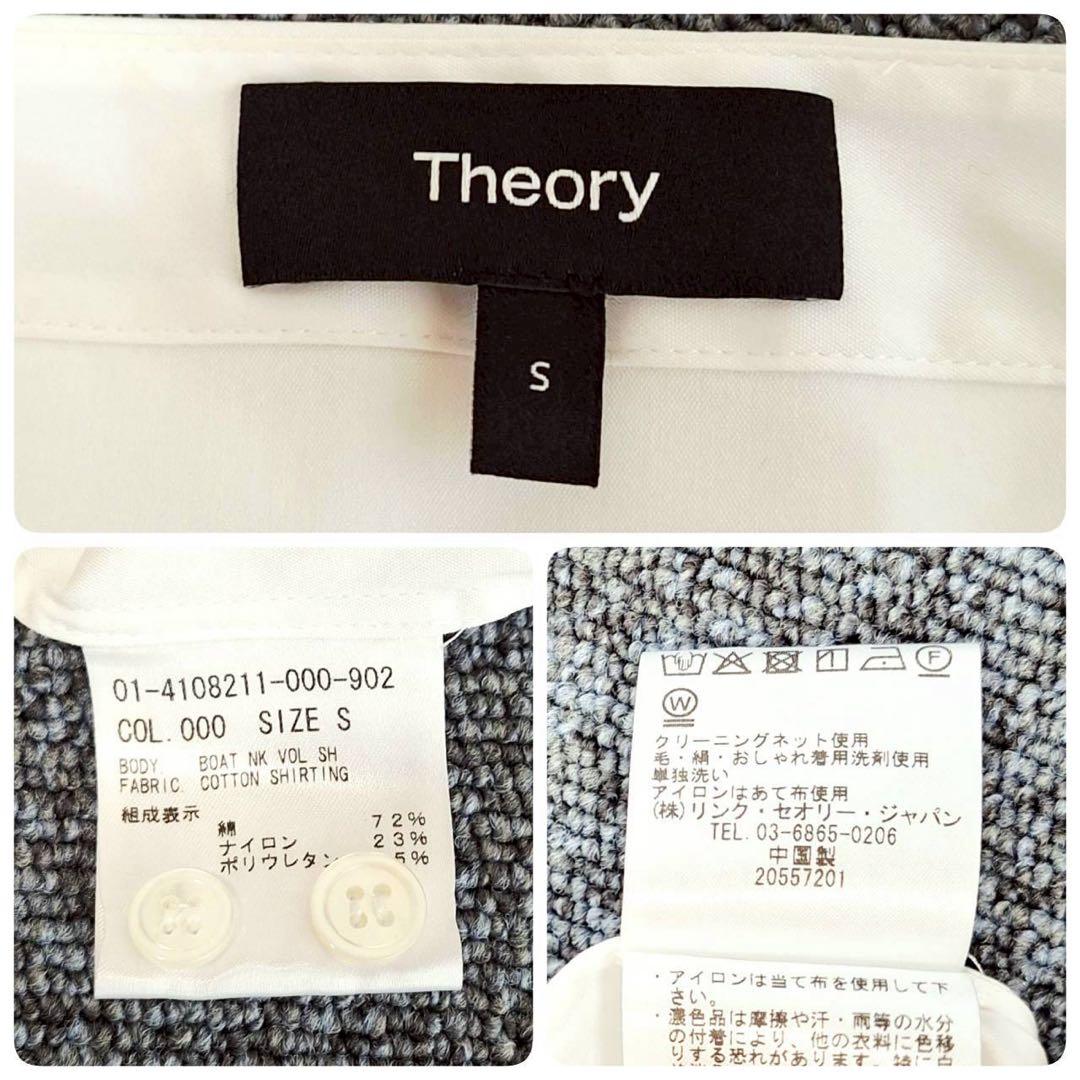 Theory
S
01-4108211-000-902
COL.000 SIZE S
BODY. BOAT NK VOL SH
FABRIC. COTTON SHIRTING
組成表示
綿 72%
ナイロン 23%
ポリウレタン 5%
F
W
クリーニングネット使用
毛・絹・おしゃれ着用洗剤使用
単独洗い
アイロンはあて布使用
(株)リンク・セオリー・ジャパン
TEL.03-6865-0206
中国製
20557201
・アイロンは当て布を使用して下
さい。
・濃色品は摩擦や汗・雨等の水分
の付着により、他の衣料に色移
りする恐れがあります。特に白